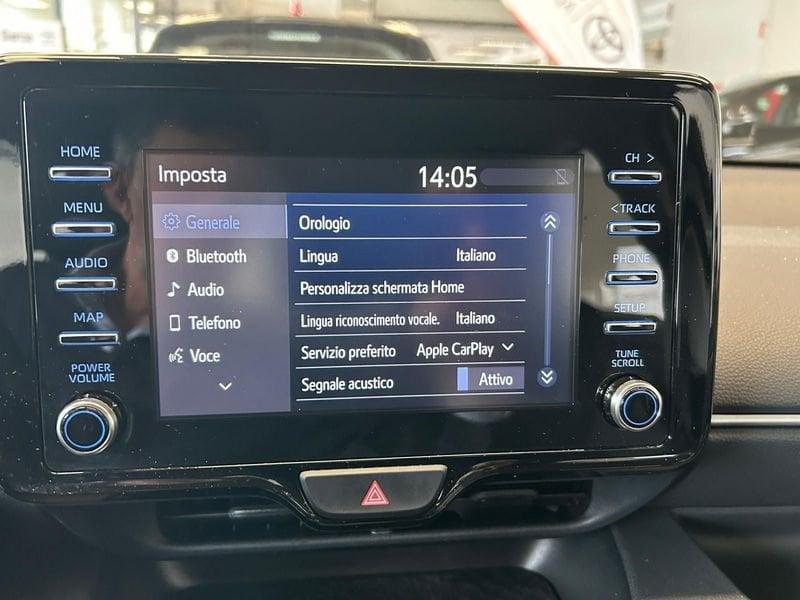 HOME
MENU
AUDIO
MAP
POWER
VOLUME
Imposta 14:05
Generale
Bluetooth
Audio
Telefono
Voce
Orologio
Lingua Italiano
Personalizza schermata Home
Lingua riconoscimento vocale. Italiano
Servizio preferito Apple CarPlay
Segnale acustico Attivo
CH >
< TRACK
PHONE
SETUP
TUNE
SCROLL